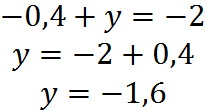 −0,4 + y = −2
y = −2 + 0,4
y = −1,6